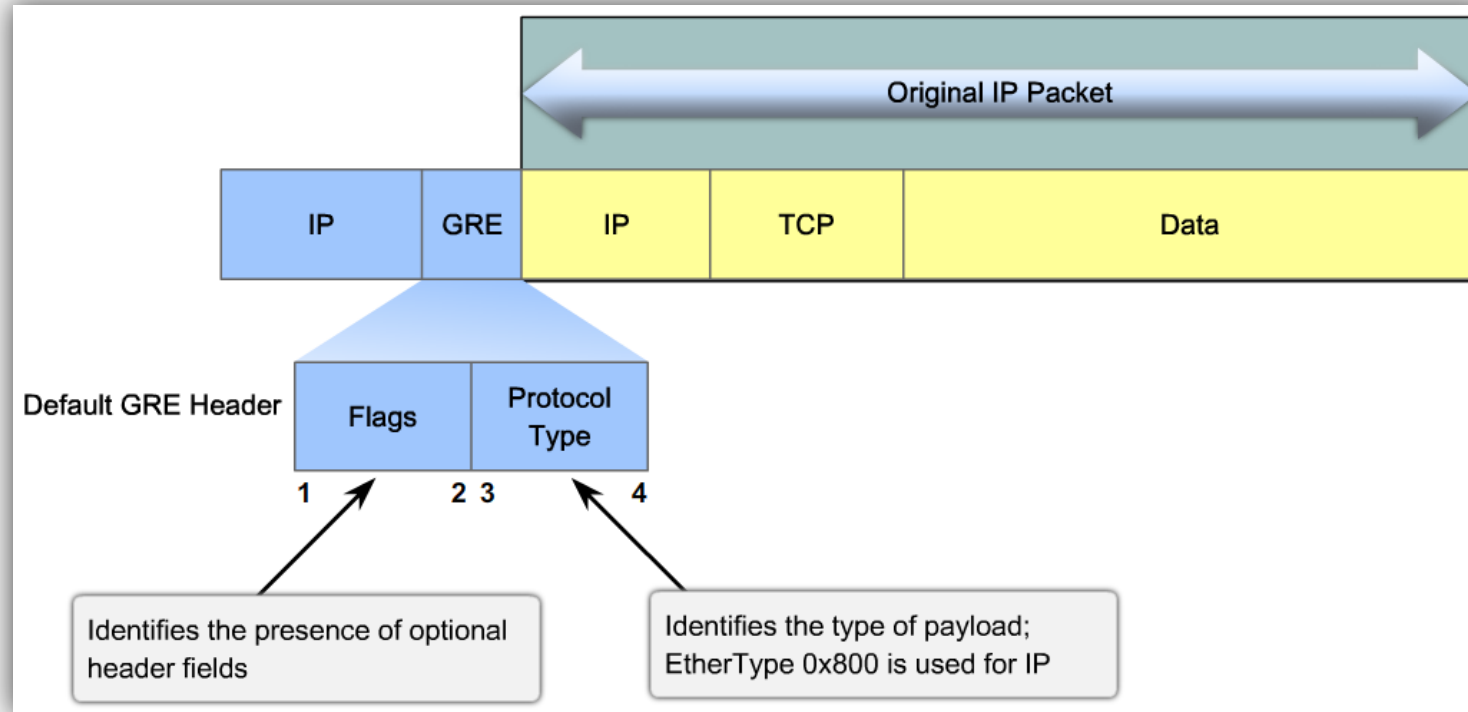 Original IP Packet
IP GRE IP TCP Data
Default GRE Header
Flags
Protocol
Type
1 2 3 4
Identifies the presence of optional
header fields
Identifies the type of payload;
EtherType 0x800 is used for IP